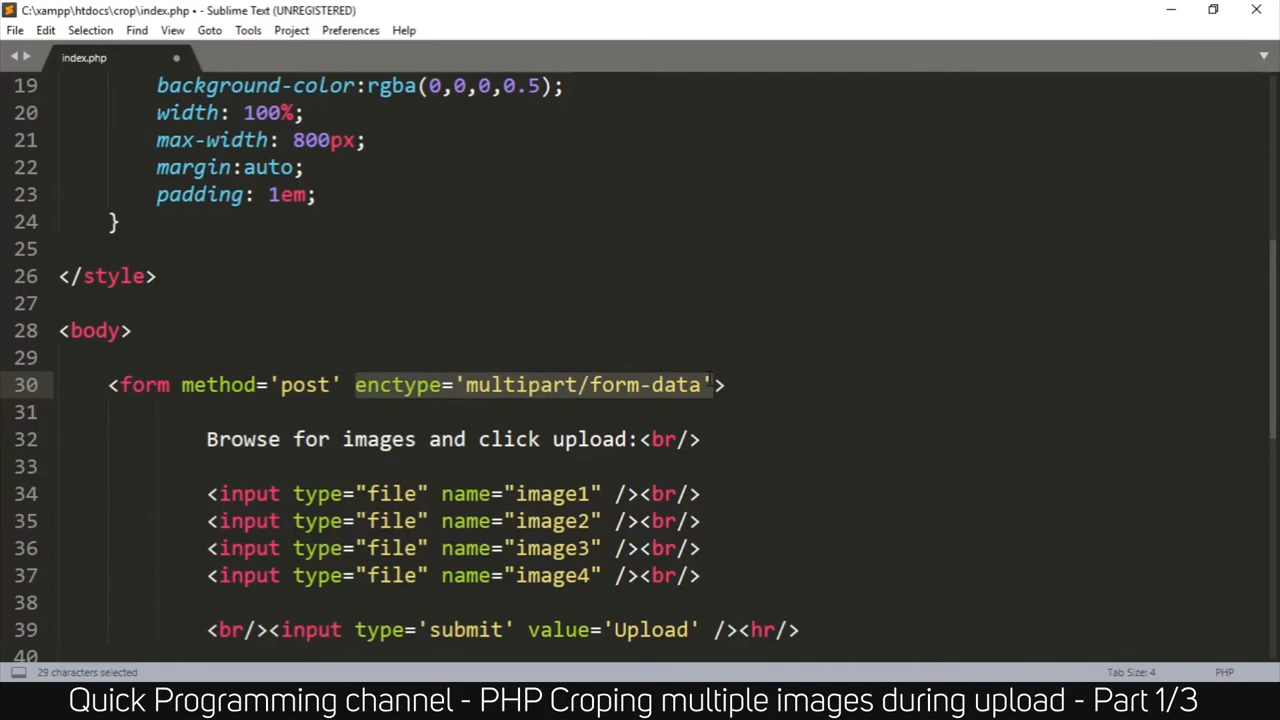 C:\xampp\htdocs\crop\index.php • - Sublime Text (UNREGISTERED)
File Edit Selection Find View Goto Tools Project Preferences Help
index.php
19 background-color:rgba(0,0,0,0.5);
20 width: 100%;
21 max-width: 800px;
22 margin:auto;
23 padding: 1em;
24 }
25
26 </style>
27
28 <body>
29
30 <form method='post' enctype='multipart/form-data'>
31
32 Browse for images and click upload:<br/>
33
34 <input type="file" name="image1" /><br/>
35 <input type="file" name="image2" /><br/>
36 <input type="file" name="image3" /><br/>
37 <input type="file" name="image4" /><br/>
38
39 <br/><input type='submit' value='Upload' /><hr/>
40
29 characters selected Tab Size: 4 PHP
Quick Programming channel - PHP Croping multiple images during upload - Part 1/3